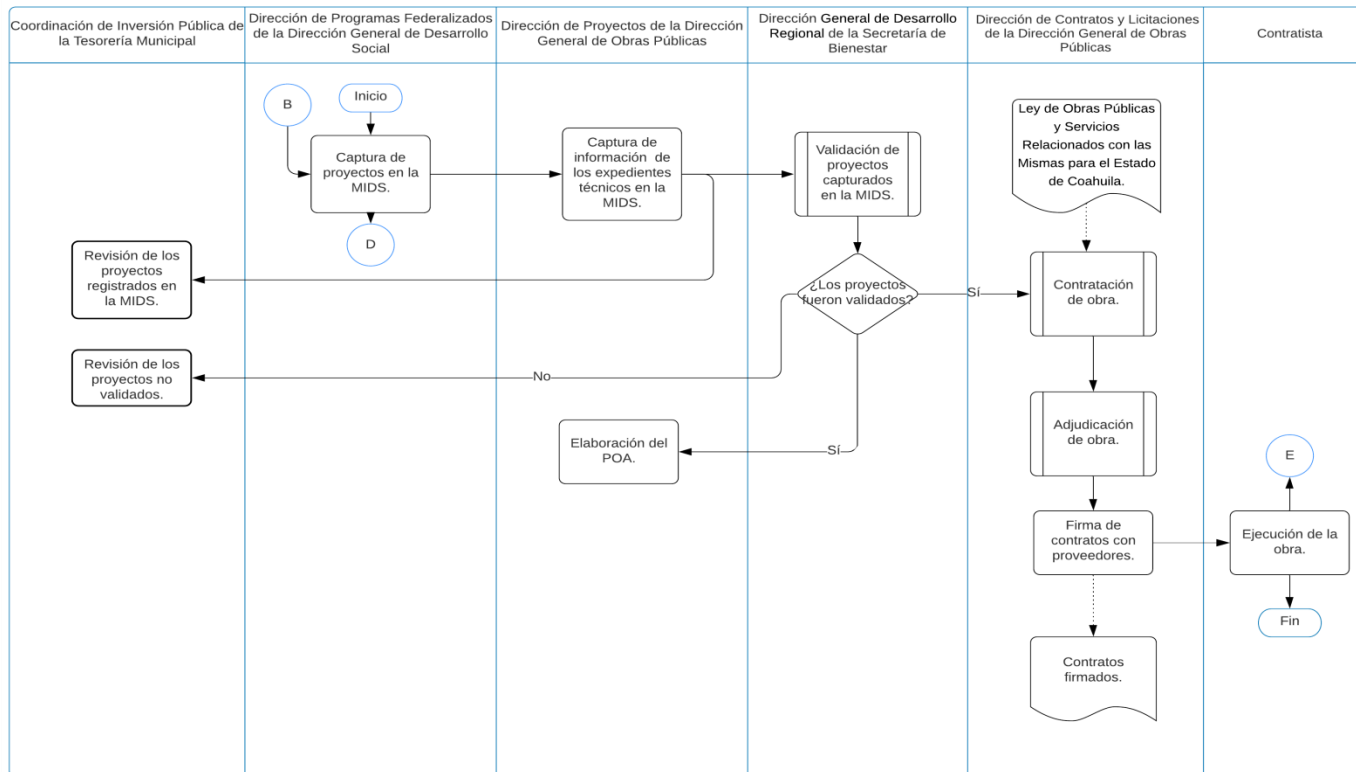 Coordinación de Inversión Pública de
la Tesorería Municipal
Dirección de Programas Federalizados
de la Dirección General de Desarrollo
Social
Dirección de Proyectos de la Dirección
General de Obras Públicas
Dirección General de Desarrollo
Regional de la Secretaría de
Bienestar
Dirección de Contratos y Licitaciones
de la Dirección General de Obras
Públicas
Contratista
B
Inicio
Captura de
proyectos en la
MIDS.
D
Captura de
información de
los expedientes
técnicos en la
MIDS.
Validación de
proyectos
capturados
en la MIDS.
Ley de Obras Públicas
y Servicios
Relacionados con las
Mismas para el Estado
de Coahuila.
Revisión de los
proyectos
registrados en
la MIDS.
¿Los proyectos
fueron validados?
Sí
Contratación
de obra.
Revisión de los
proyectos no
validados.
No
Elaboración del
POA.
Sí
Adjudicación
de obra.
E
Firma de
contratos con
proveedores.
Ejecución de la
obra.
Fin
Contratos
firmados.